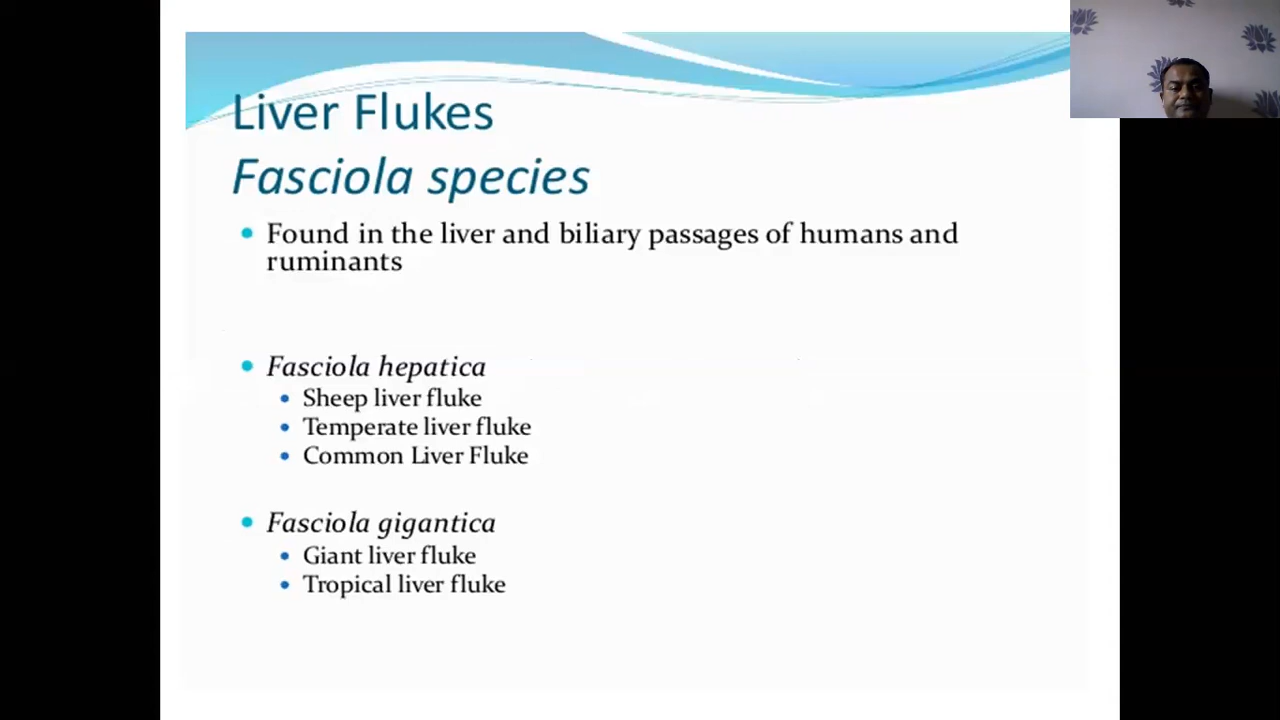 Liver Flukes
Fasciola species
Found in the liver and biliary passages of humans and
ruminants
Fasciola hepatica
Sheep liver fluke
Temperate liver fluke
Common Liver Fluke
Fasciola gigantica
Giant liver fluke
Tropical liver fluke